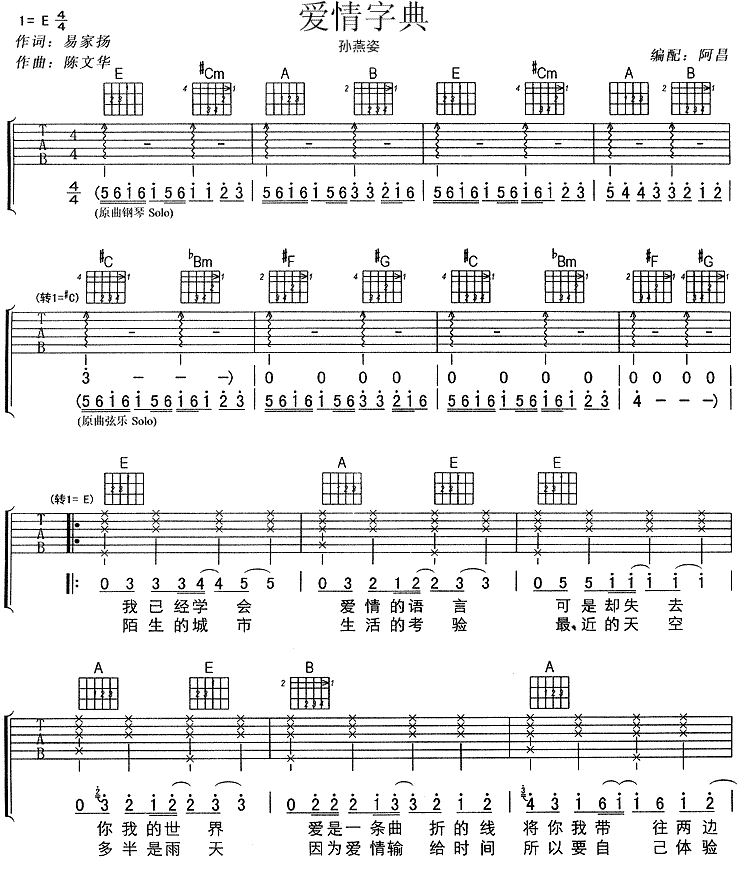 爱情字典
1= E 4/4
孙燕姿
作词：易家扬
作曲：陈文华
编配：阿昌
E #Cm A B E #Cm A B
T A B 4/4
4/4 (5 6 1 6 1 5 6 1 1 2 3 | 5 6 1 6 1 5 6 3 3 2 1 6 | 5 6 1 6 1 5 6 1 6 1 2 3 | 5 4 4 3 3 2 1 2
(原曲钢琴 Solo)
#C bBm #F #G #C bBm #F #G
(转1=#C)
T A B
3 - - -) | 0 0 0 0 | 0 0 0 0 | 0 0 0 0
(5 6 1 6 1 5 6 1 6 1 2 3 | 5 6 1 6 1 5 6 3 3 2 1 6 | 5 6 1 6 1 5 6 1 6 1 2 3 | 4 - - -)
(原曲弦乐 Solo)
E A E E
(转1= E)
T A B
0 3 3 3 4 4 5 5 | 0 3 2 1 2 2 3 3 | 0 5 5 1 1 1 1 1
我已经学会 爱情的语言 可是却失去
陌生的城市 生活的考验 最近的天空
A E B A
T A B
0 3 2 1 2 2 3 3 | 0 2 2 2 1 3 2 2 2 1 2 | 4 3 1 6 1 1 6 1 2
你我的世界 爱是一条曲折的线 将你我带往两边
多半是雨天 因为爱情输给时间 所以要自己体验